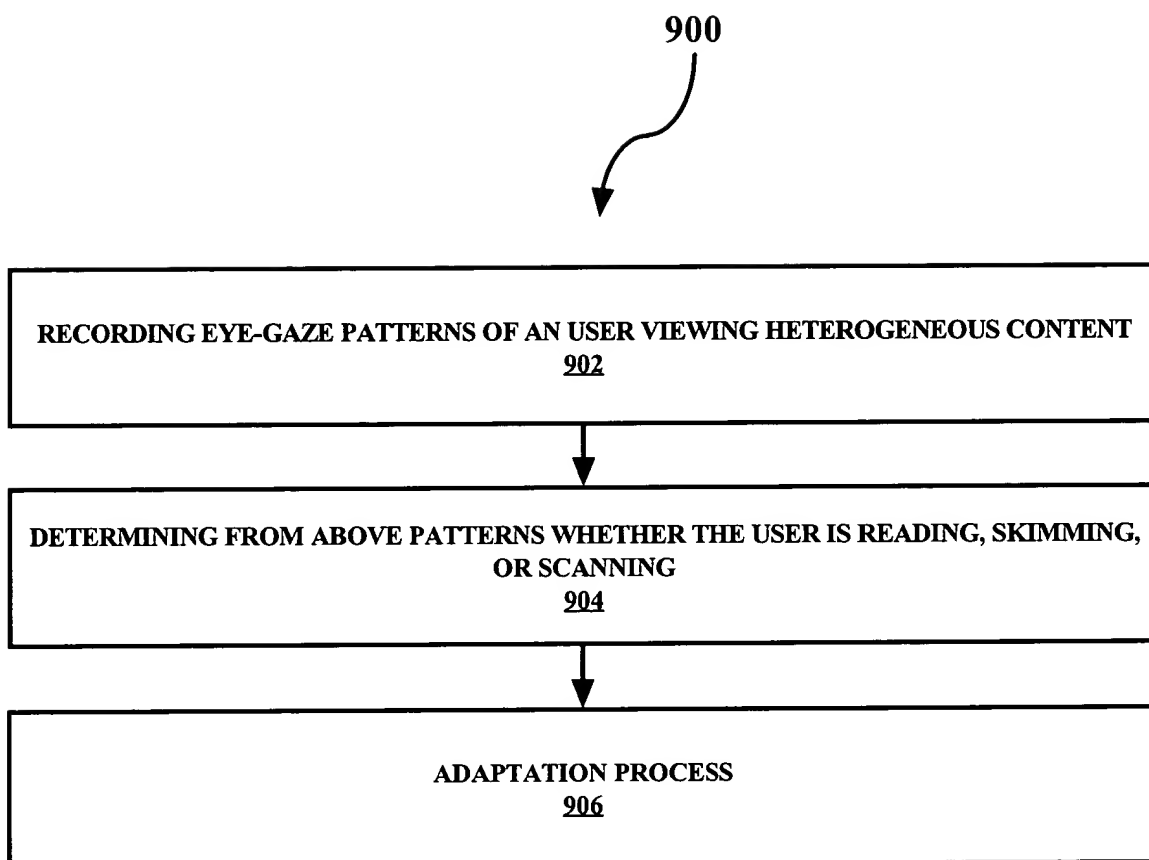 900
RECORDING EYE-GAZE PATTERNS OF AN USER VIEWING HETEROGENEOUS CONTENT
902
DETERMINING FROM ABOVE PATTERNS WHETHER THE USER IS READING, SKIMMING,
OR SCANNING
904
ADAPTATION PROCESS
906